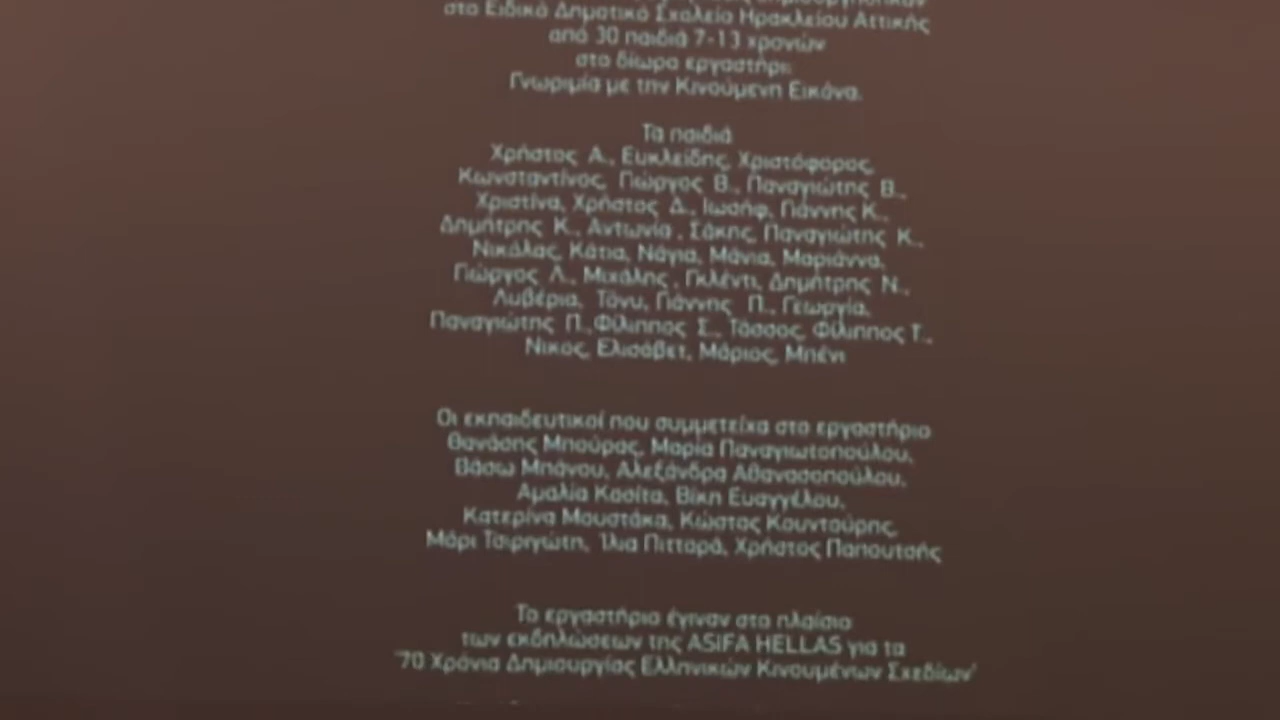 στο Ειδικό Δημοτικό Σχολείο Ηρακλείου Αττικής
από 30 παιδιά 7-13 χρονών
στο δίωρο εργαστήρι:
Γνωριμία με την Κινούμενη Εικόνα.
Τα παιδιά
Χρήστος Α., Ευκλείδης, Χριστόφορος,
Κωνσταντίνος, Γιώργος Β., Παναγιώτης Β.,
Χριστίνα, Χρήστος Δ., Ιωσήφ, Γιάννης Κ.,
Δημήτρης Κ., Αντωνία , Σάκης, Παναγιώτης Κ.,
Νικόλας, Κάτια, Νάγια, Μάνια, Μαριάννα,
Γιώργος Λ., Μιχάλης , Γκλέντι, Δημήτρης Ν.,
Λυβέρια, Τόνυ, Γιάννης Π., Γεωργία,
Παναγιώτης Π.,Φίλιππος Σ., Τάσσος, Φίλιππος Τ.,
Νίκος, Ελισάβετ, Μάριος, Μπένι
Οι εκπαιδευτικοί που συμμετείχα στο εργαστήριο
Θανάσης Μπούρας, Μαρία Παναγιωτοπούλου,
Βάσω Μπάνου, Αλεξάνδρα Αθανασοπούλου,
Αμαλία Κασίτα, Βίκη Ευαγγέλου,
Κατερίνα Μουστάκα, Κώστας Κουντούρης,
Μάρι Τσιριγώτη, Ίλια Πιτταρά, Χρήστος Παπουτσής
Το εργαστήριο έγιναν στο πλαίσιο
των εκδηλώσεων της ASIFA HELLAS για τα
'70 Χρόνια Δημιουργίας Ελληνικών Κινουμένων Σχεδίων'